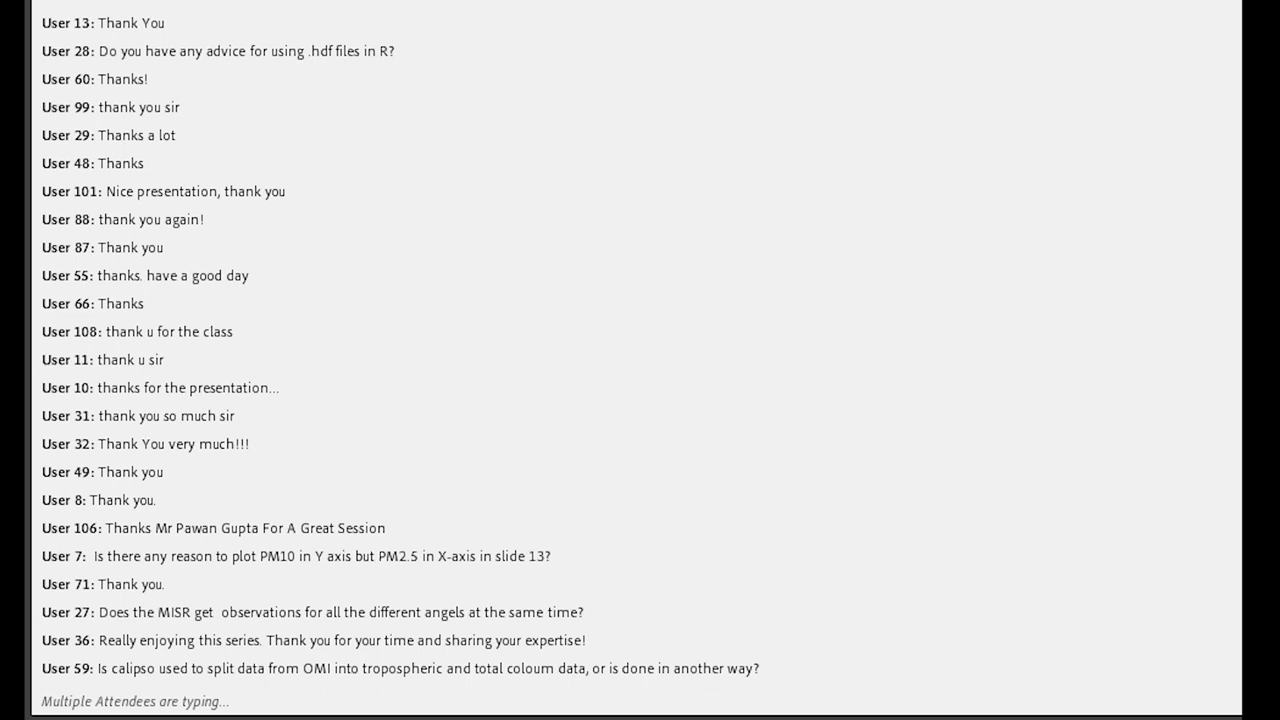 User 13: Thank You
User 28: Do you have any advice for using .hdf files in R?
User 60: Thanks!
User 99: thank you sir
User 29: Thanks a lot
User 48: Thanks
User 101: Nice presentation, thank you
User 88: thank you again!
User 87: Thank you
User 55: thanks. have a good day
User 66: Thanks
User 108: thank u for the class
User 11: thank u sir
User 10: thanks for the presentation...
User 31: thank you so much sir
User 32: Thank You very much!!!
User 49: Thank you
User 8: Thank you.
User 106: Thanks Mr Pawan Gupta For A Great Session
User 7: Is there any reason to plot PM10 in Y axis but PM2.5 in X-axis in slide 13?
User 71: Thank you.
User 27: Does the MISR get observations for all the different angels at the same time?
User 36: Really enjoying this series. Thank you for your time and sharing your expertise!
User 59: Is calipso used to split data from OMI into tropospheric and total coloum data, or is done in another way?
Multiple Attendees are typing...